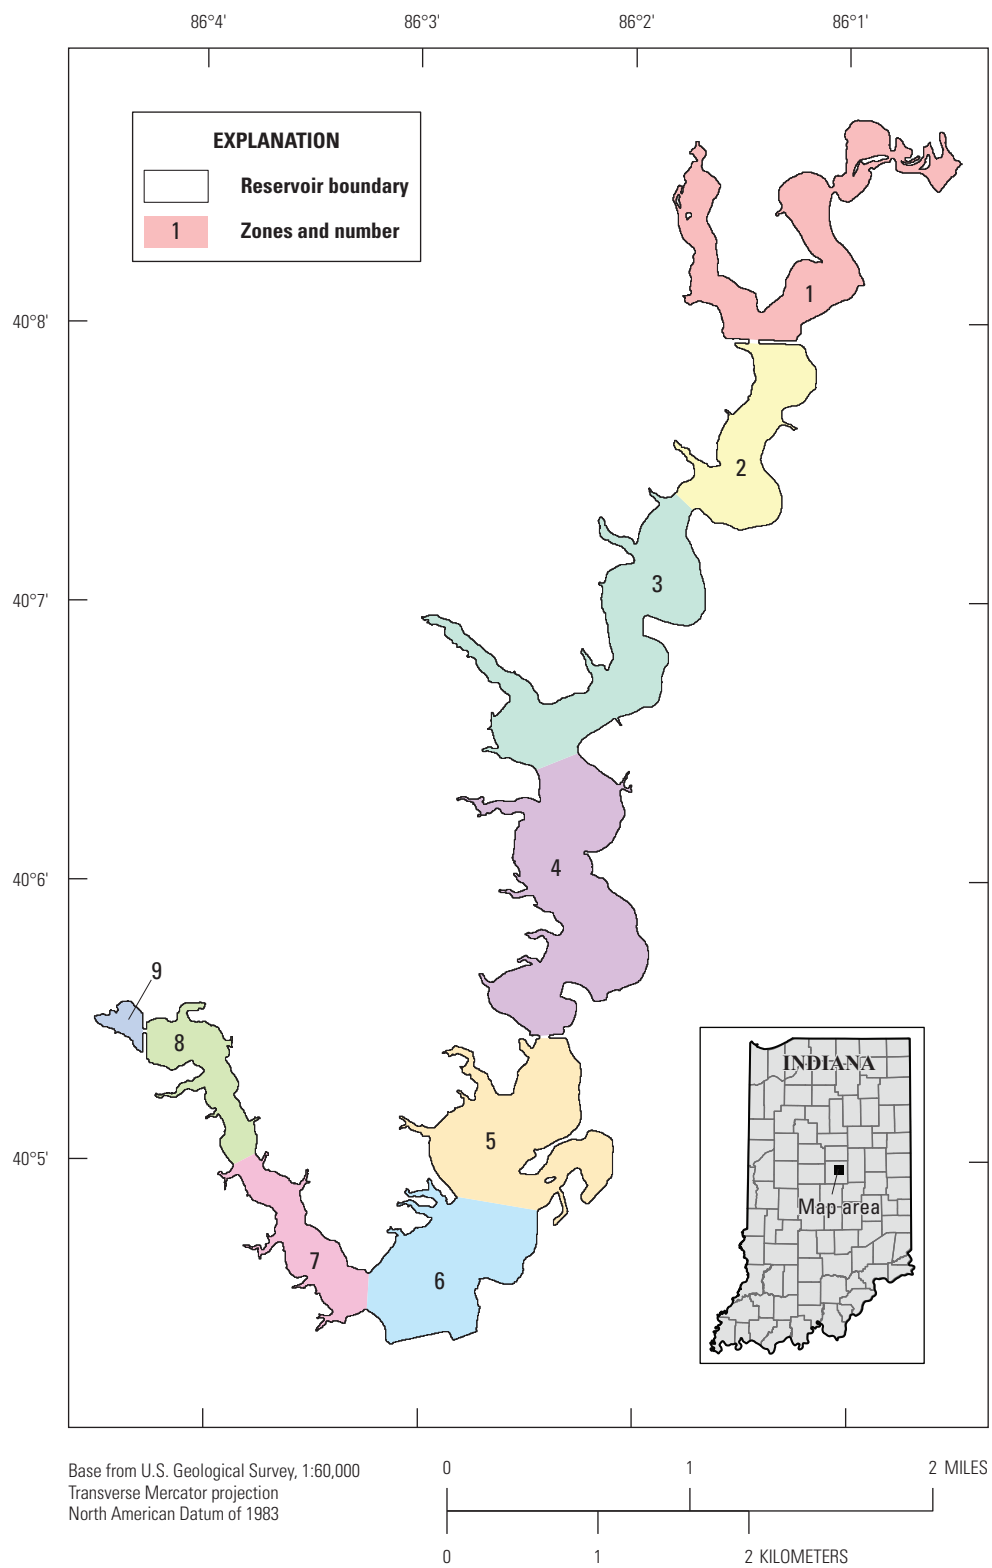 86°4'
86°3'
86°2'
86°1'
EXPLANATION
Reservoir boundary
1
Zones and number
1
40°8'
2
3
40°7'
4
40°6'
9
8
INDIANA
5
40°5'
Map area
7
6
Base from U.S. Geological Survey, 1:60,000
Transverse Mercator projection
North American Datum of 1983
0 1 2 MILES
0 1 2 KILOMETERS